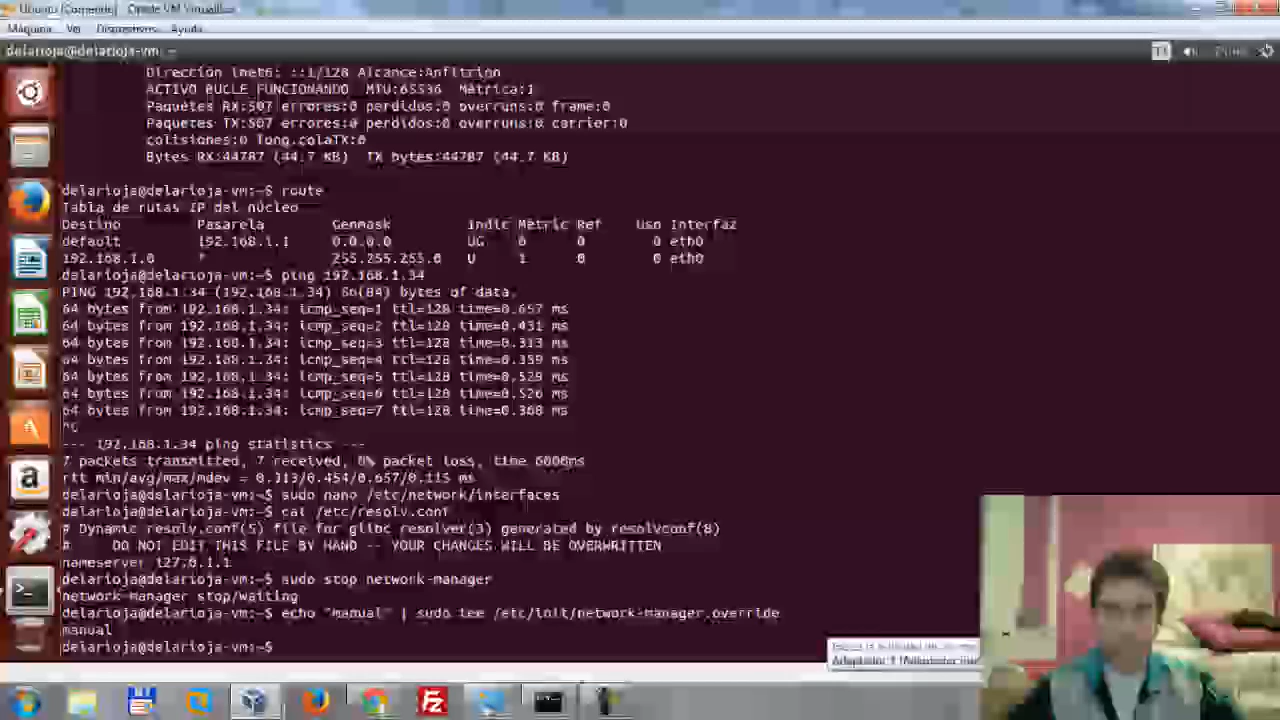 Máquina Ver Dispositivos Ayuda
delarioja@delarioja-vm: ~
Dirección inet6: ::1/128 Alcance:Anfitrión
ACTIVO BUCLE FUNCIONANDO MTU:65536 Métrica:1
Paquetes RX:507 errores:0 perdidos:0 overruns:0 frame:0
Paquetes TX:507 errores:0 perdidos:0 overruns:0 carrier:0
colisiones:0 long.colaTX:0
Bytes RX:44787 (44.7 KB) TX bytes:44787 (44.7 KB)
delarioja@delarioja-vm:~$ route
Tabla de rutas IP del núcleo
Destino Pasarela Genmask Indic Métric Ref Uso Interfaz
default 192.168.1.1 0.0.0.0 UG 0 0 0 eth0
192.168.1.0 * 255.255.255.0 U 1 0 0 eth0
delarioja@delarioja-vm:~$ ping 192.168.1.34
PING 192.168.1.34 (192.168.1.34) 56(84) bytes of data.
64 bytes from 192.168.1.34: icmp_seq=1 ttl=128 time=0.657 ms
64 bytes from 192.168.1.34: icmp_seq=2 ttl=128 time=0.431 ms
64 bytes from 192.168.1.34: icmp_seq=3 ttl=128 time=0.313 ms
64 bytes from 192.168.1.34: icmp_seq=4 ttl=128 time=0.359 ms
64 bytes from 192.168.1.34: icmp_seq=5 ttl=128 time=0.529 ms
64 bytes from 192.168.1.34: icmp_seq=6 ttl=128 time=0.526 ms
64 bytes from 192.168.1.34: icmp_seq=7 ttl=128 time=0.368 ms
^C
--- 192.168.1.34 ping statistics ---
7 packets transmitted, 7 received, 0% packet loss, time 6000ms
rtt min/avg/max/mdev = 0.313/0.454/0.657/0.115 ms
delarioja@delarioja-vm:~$ sudo nano /etc/network/interfaces
delarioja@delarioja-vm:~$ cat /etc/resolv.conf
# Dynamic resolv.conf(5) file for glibc resolver(3) generated by resolvconf(8)
# DO NOT EDIT THIS FILE BY HAND -- YOUR CHANGES WILL BE OVERWRITTEN
nameserver 127.0.1.1
delarioja@delarioja-vm:~$ sudo stop network-manager
network-manager stop/waiting
delarioja@delarioja-vm:~$ echo "manual" | sudo tee /etc/init/network-manager.override
manual
delarioja@delarioja-vm:~$